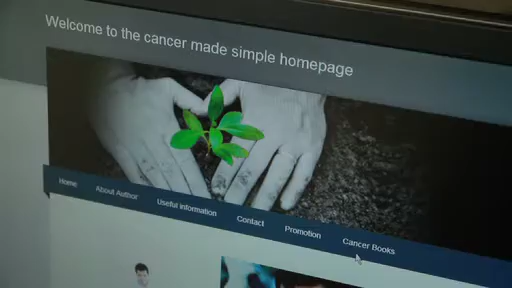 Welcome to the cancer made simple homepage
Home About Author Useful Information Contact Promotion Cancer Books